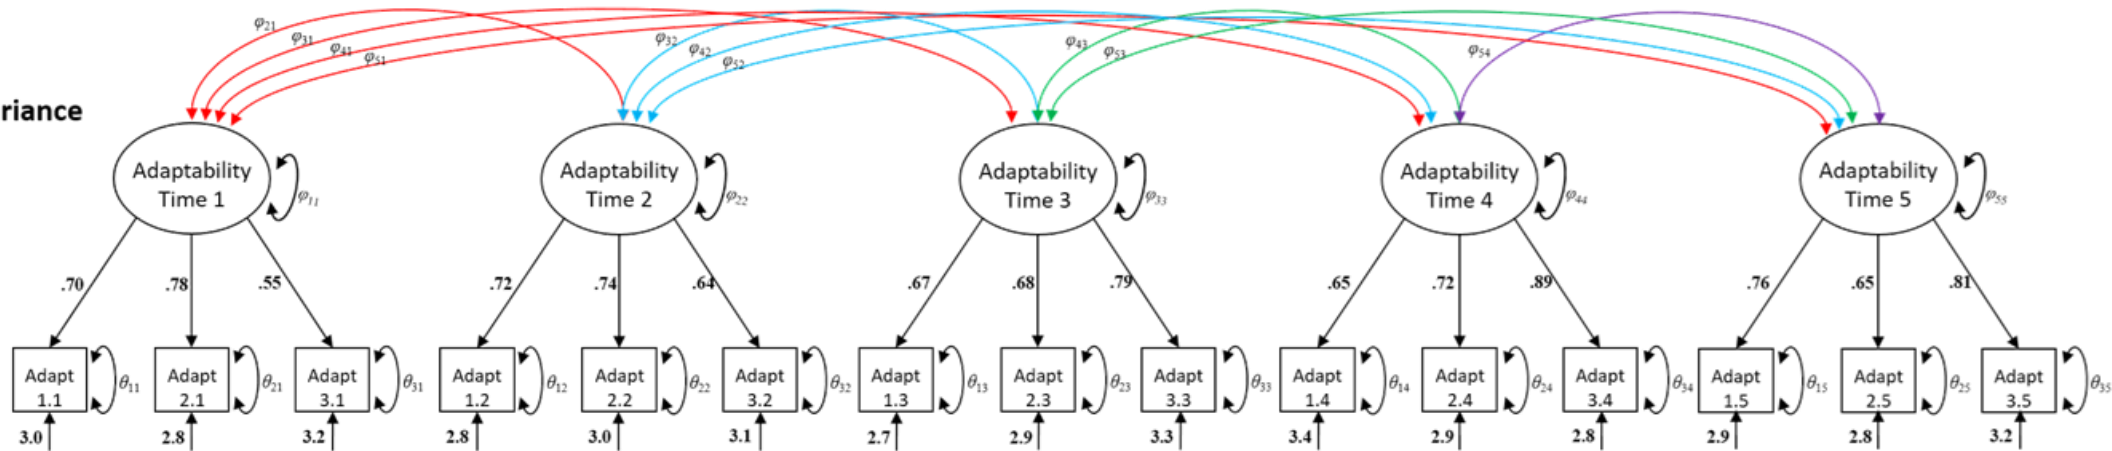 φ21
φ31
φ41
φ51
φ32
φ42
φ52
φ43
φ53
φ54
riance
Adaptability
Time 1
φ11
Adaptability
Time 2
φ22
Adaptability
Time 3
φ33
Adaptability
Time 4
φ44
Adaptability
Time 5
φ55
.70 .78 .55 .72 .74 .64 .67 .68 .79 .65 .72 .89 .76 .65 .81
Adapt
1.1
θ11
Adapt
2.1
θ21
Adapt
3.1
θ31
Adapt
1.2
θ12
Adapt
2.2
θ22
Adapt
3.2
θ32
Adapt
1.3
θ13
Adapt
2.3
θ23
Adapt
3.3
θ33
Adapt
1.4
θ14
Adapt
2.4
θ24
Adapt
3.4
θ34
Adapt
1.5
θ15
Adapt
2.5
θ25
Adapt
3.5
θ35
3.0 2.8 3.2 2.8 3.0 3.1 2.7 2.9 3.3 3.4 2.9 2.8 2.9 2.8 3.2